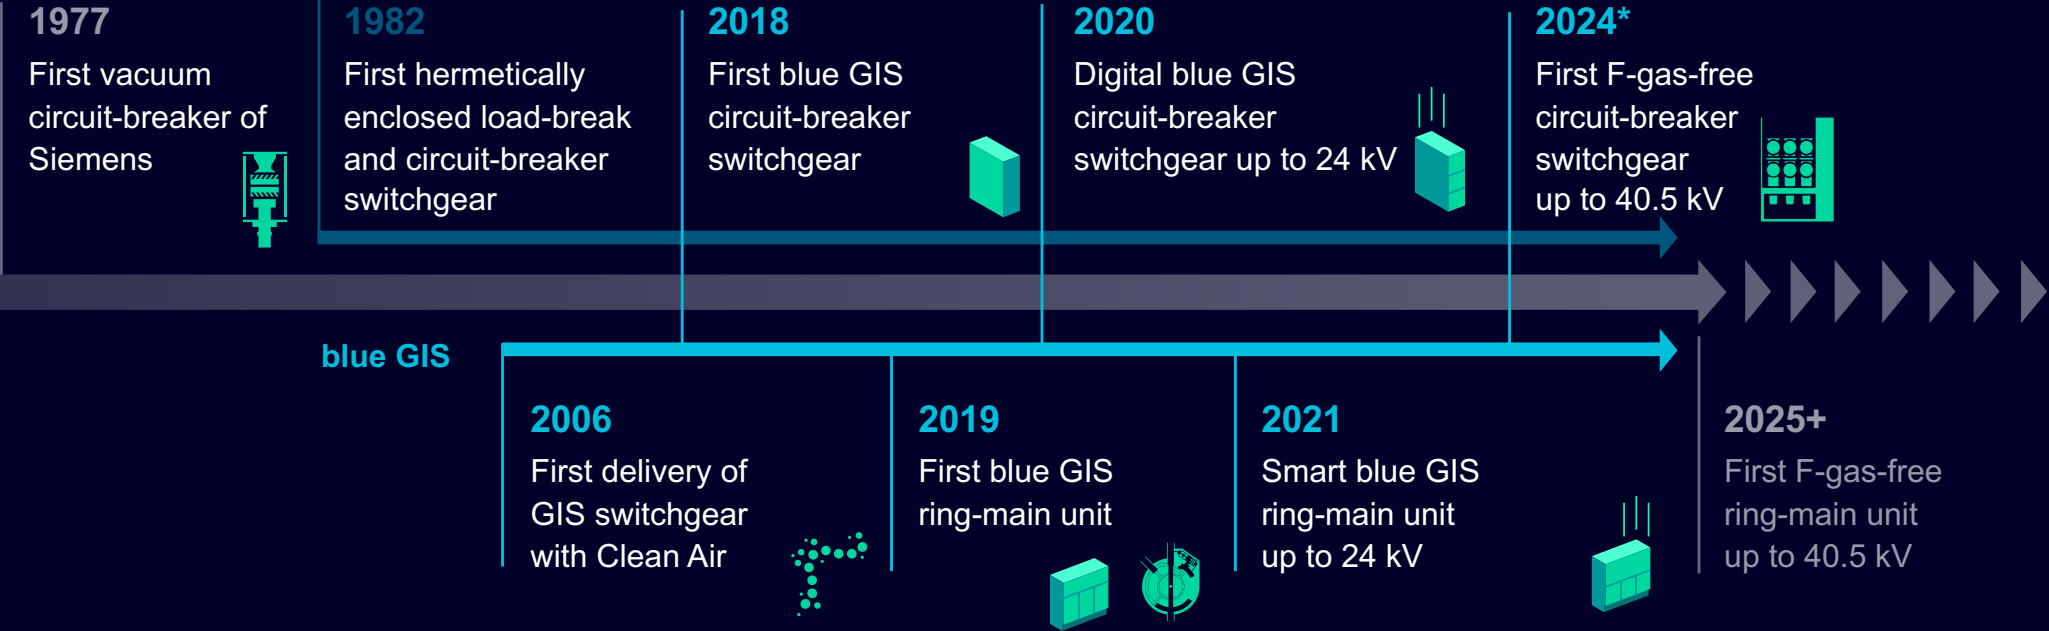 1977
First vacuum
circuit-breaker of
Siemens
1982
First hermetically
enclosed load-break
and circuit-breaker
switchgear
2018
First blue GIS
circuit-breaker
switchgear
2020
Digital blue GIS
circuit-breaker
switchgear up to 24 kV
2024*
First F-gas-free
circuit-breaker
switchgear
up to 40.5 kV
blue GIS
2006
First delivery of
GIS switchgear
with Clean Air
2019
First blue GIS
ring-main unit
2021
Smart blue GIS
ring-main unit
up to 24 kV
2025+
First F-gas-free
ring-main unit
up to 40.5 kV